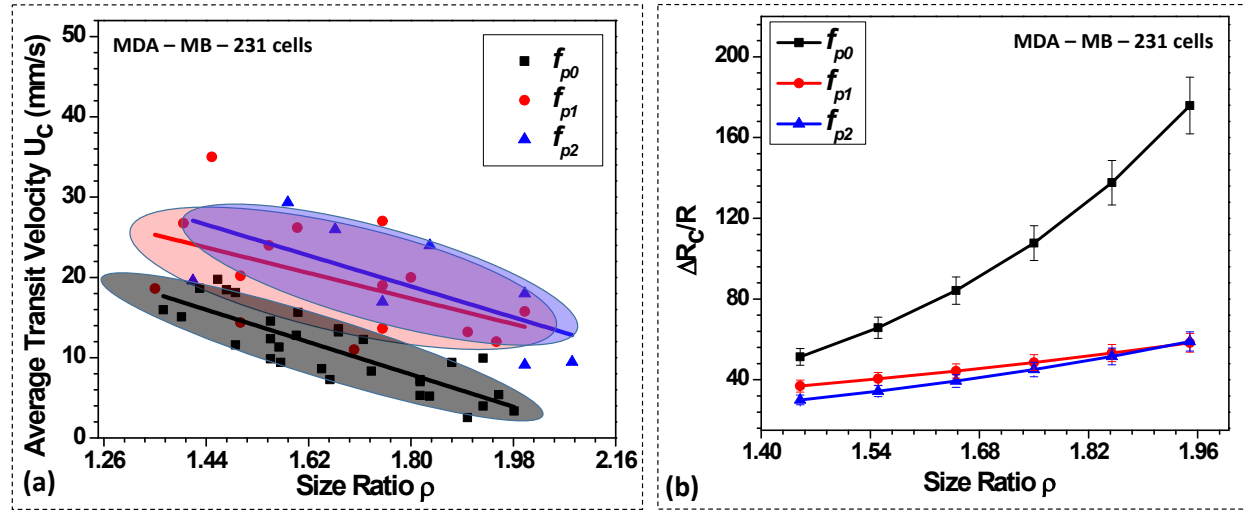 MDA – MB – 231 cells
f_p0
f_p1
f_p2
Average Transit Velocity U_C (mm/s)
50
40
30
20
10
0
1.26 1.44 1.62 1.80 1.98 2.16
Size Ratio ρ
(a)
MDA – MB – 231 cells
f_p0
f_p1
f_p2
ΔR_C/R
200
160
120
80
40
1.40 1.54 1.68 1.82 1.96
Size Ratio ρ
(b)